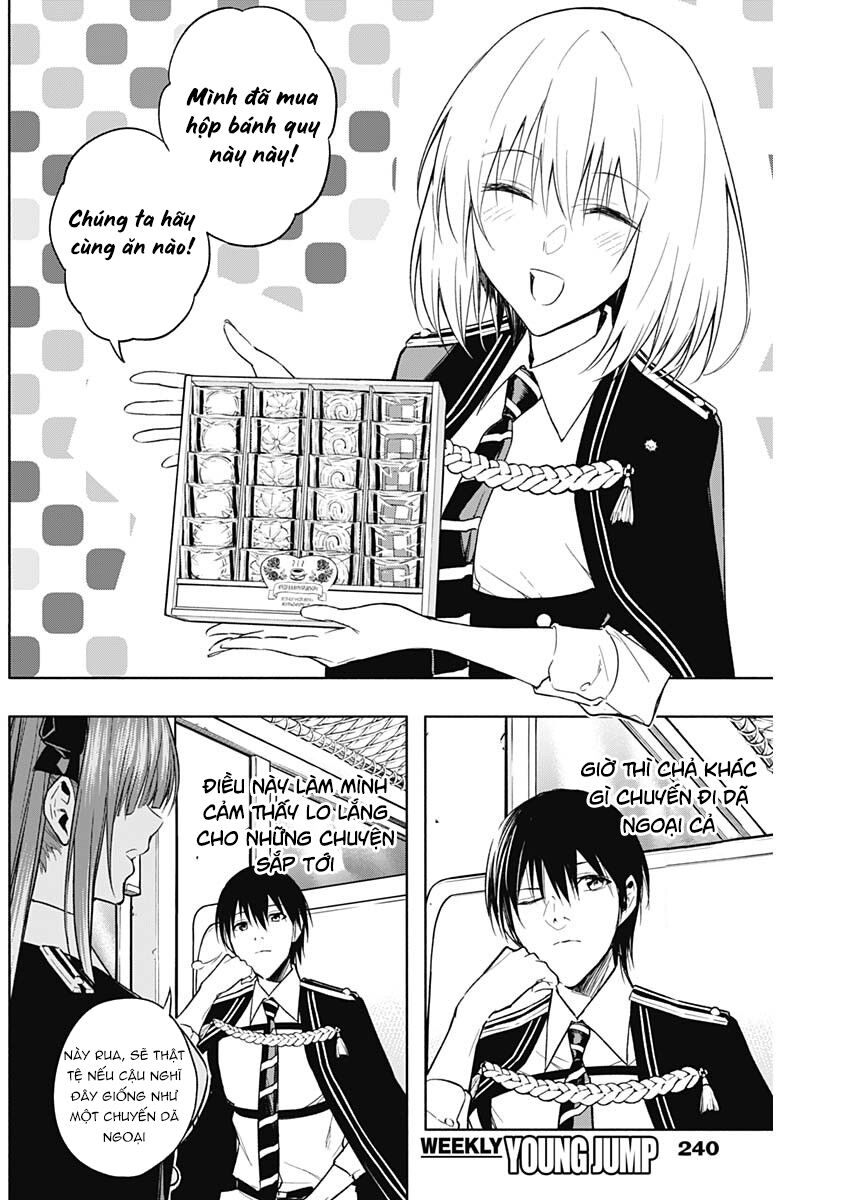 Mình đã mua
hộp bánh quy
này này!
Chúng ta hãy
cùng ăn nào!
GIỜ THÌ CHẢ KHÁC
GÌ CHUYẾN ĐI DÃ
NGOẠI CẢ
ĐIỀU NÀY LÀM MÌNH
CẢM THẤY LO LẮNG
CHO NHỮNG CHUYỆN
SẮP TỚI
NÀY RUA, SẼ THẬT
TỆ NẾU CẬU NGHĨ
ĐÂY GIỐNG NHƯ
MỘT CHUYẾN DÃ
NGOẠI
WEEKLY YOUNG JUMP 240